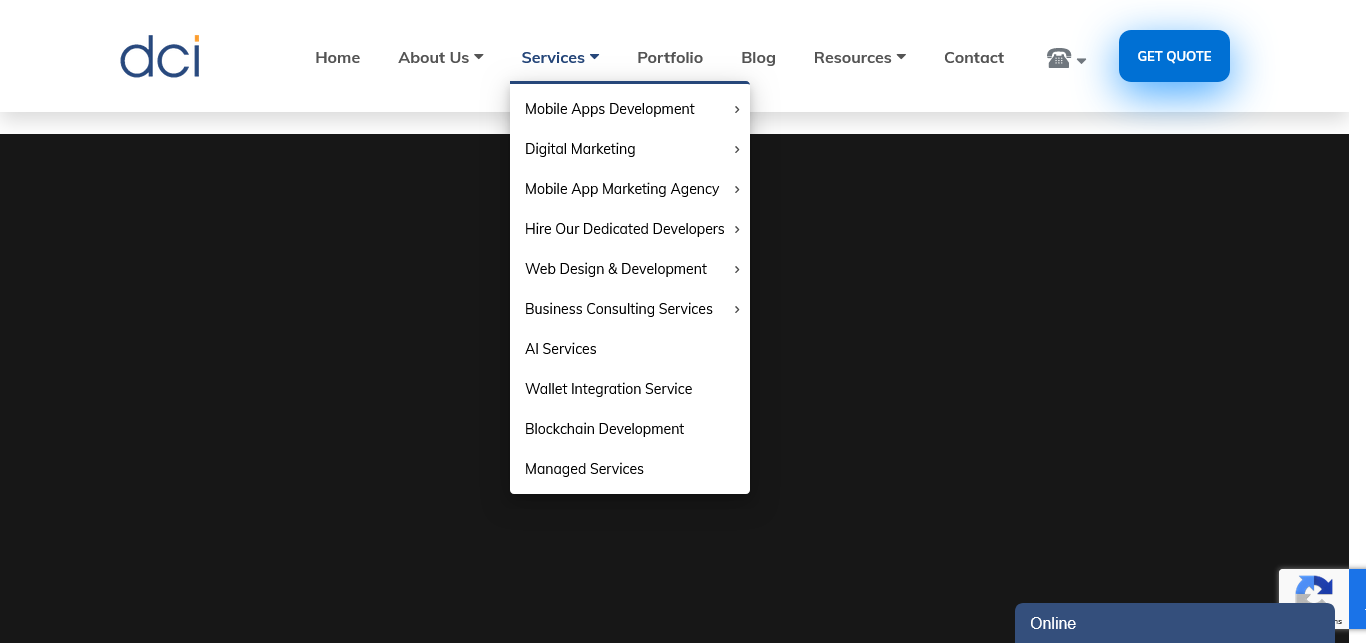 dci
Home
About Us
Services
Portfolio
Blog
Resources
Contact
GET QUOTE
Mobile Apps Development
Digital Marketing
Mobile App Marketing Agency
Hire Our Dedicated Developers
Web Design & Development
Business Consulting Services
AI Services
Wallet Integration Service
Blockchain Development
Managed Services
Online